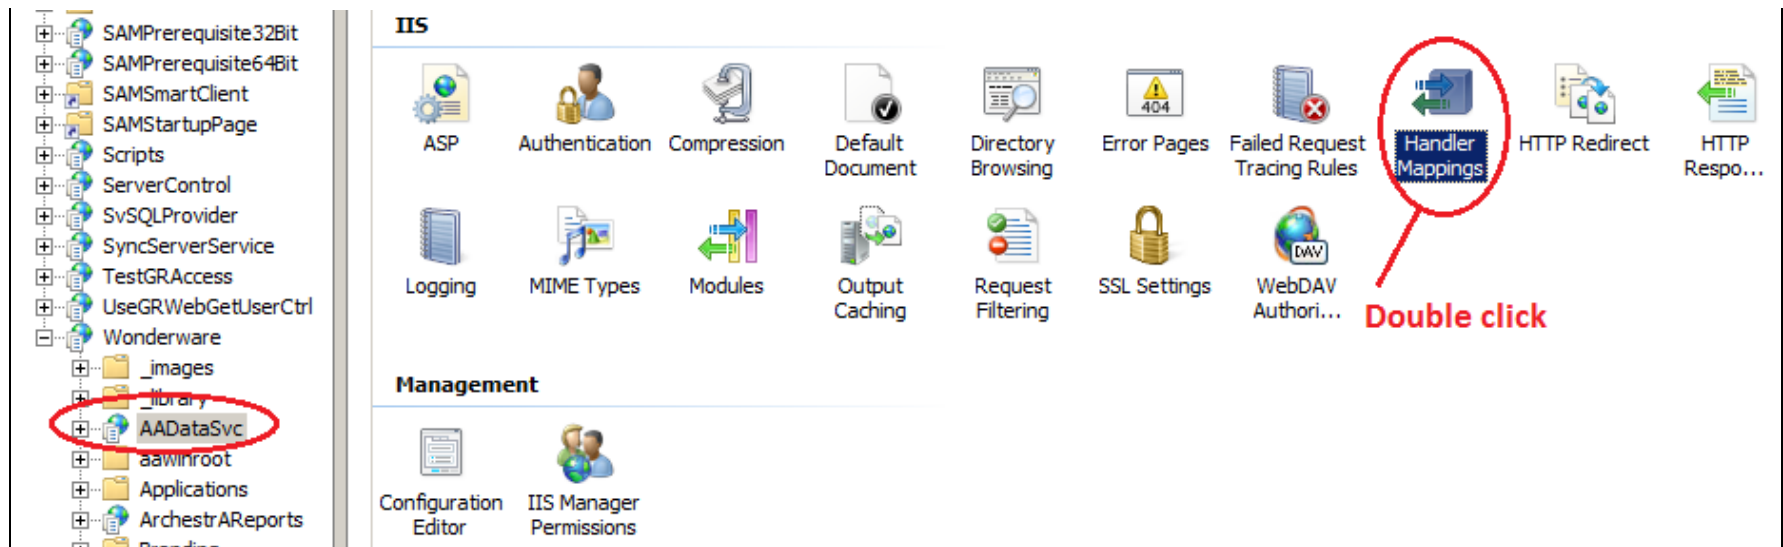 SAMPrerequisite32Bit
SAMPrerequisite64Bit
SAMSmartClient
SAMStartupPage
Scripts
ServerControl
SvSQLProvider
SyncServerService
TestGRAccess
UseGRWebGetUserCtrl
Wonderware
_images
_library
AADataSvc
aawinroot
Applications
ArchestrAReports
Branding
IIS
ASP
Authentication
Compression
Default
Document
Directory
Browsing
404
Error Pages
Failed Request
Tracing Rules
Handler
Mappings
HTTP Redirect
HTTP
Respo...
Logging
MIME Types
Modules
Output
Caching
Request
Filtering
SSL Settings
DAV
WebDAV
Authori...
Double click
Management
Configuration
Editor
IIS Manager
Permissions